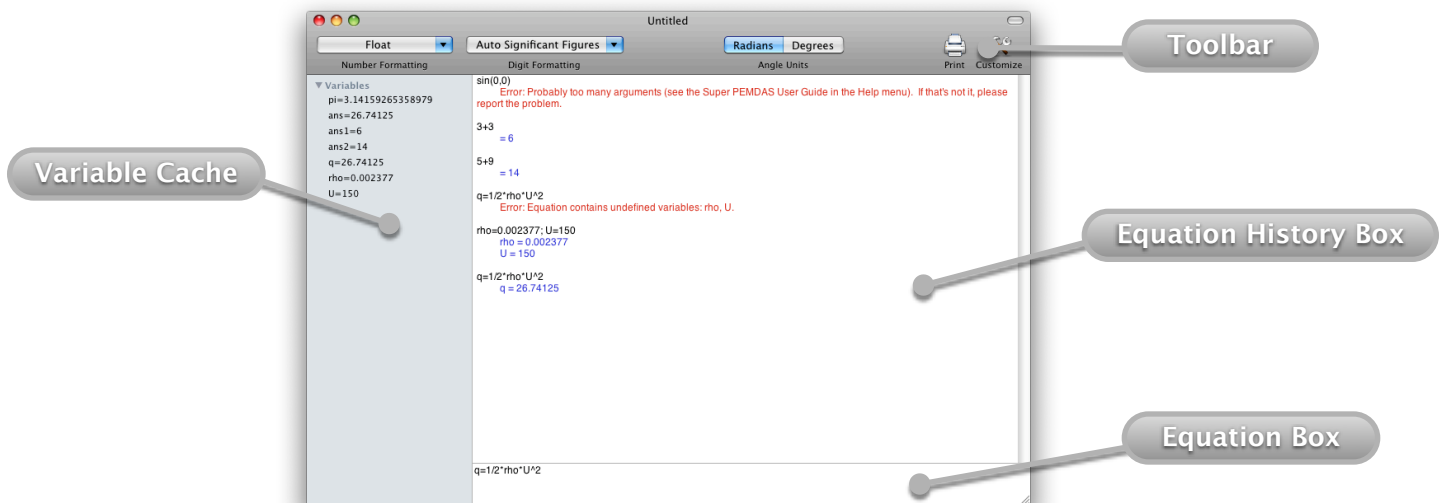 Untitled
Float
Auto Significant Figures
Radians Degrees
Number Formatting
Digit Formatting
Angle Units
Print Customize
Toolbar
Variables
pi=3.14159265358979
ans=26.74125
ans1=6
ans2=14
q=26.74125
rho=0.002377
U=150
Variable Cache
sin(0,0)
Error: Probably too many arguments (see the Super PEMDAS User Guide in the Help menu). If that's not it, please
report the problem.
3+3
= 6
5+9
= 14
q=1/2*rho*U^2
Error: Equation contains undefined variables: rho, U.
rho=0.002377; U=150
rho = 0.002377
U = 150
q=1/2*rho*U^2
q = 26.74125
Equation History Box
q=1/2*rho*U^2
Equation Box